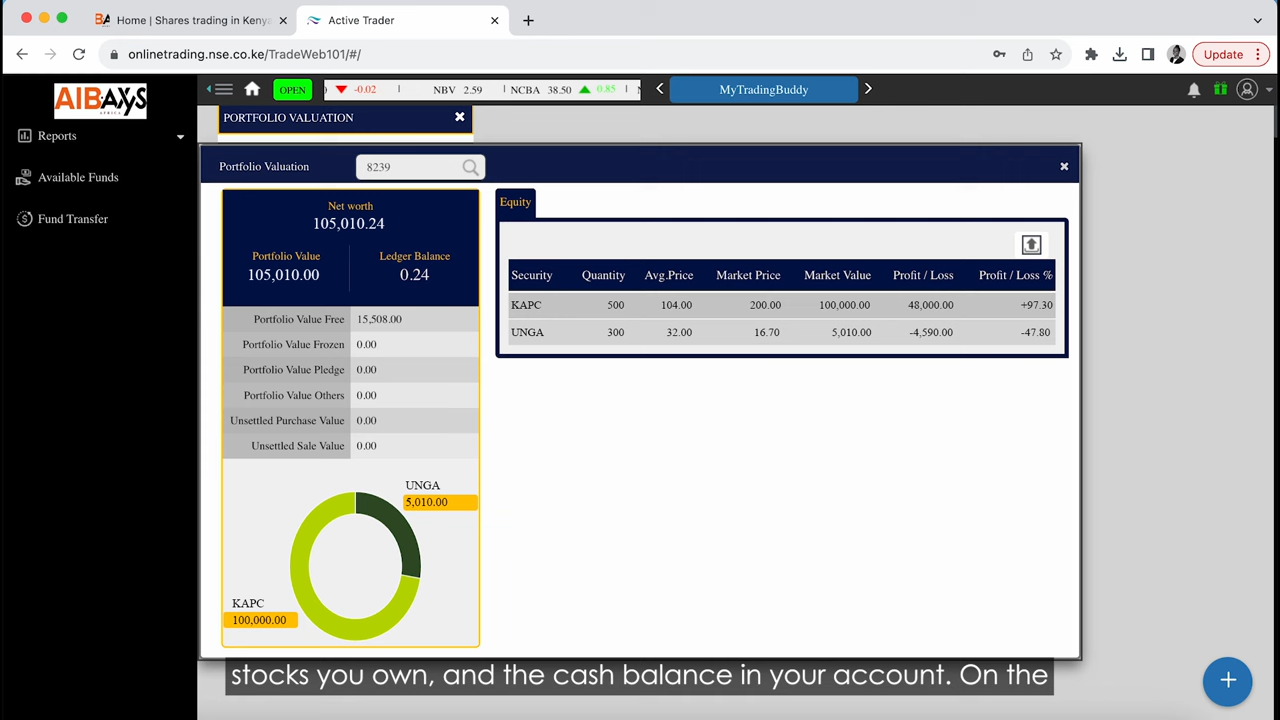 Home | Shares trading in Kenya
Active Trader
onlinetrading.nse.co.ke/TradeWeb101/#/
Update
AIBAXYS
AFRICA
OPEN
-0.02 | NBV 2.59 | NCBA 38.50 0.85 |
MyTradingBuddy
Reports
Available Funds
Fund Transfer
PORTFOLIO VALUATION
Portfolio Valuation 8239
Net worth
105,010.24
Portfolio Value Ledger Balance
105,010.00 0.24
Portfolio Value Free 15,508.00
Portfolio Value Frozen 0.00
Portfolio Value Pledge 0.00
Portfolio Value Others 0.00
Unsettled Purchase Value 0.00
Unsettled Sale Value 0.00
UNGA
5,010.00
KAPC
100,000.00
Equity
Security Quantity Avg.Price Market Price Market Value Profit / Loss Profit / Loss %
KAPC 500 104.00 200.00 100,000.00 48,000.00 +97.30
UNGA 300 32.00 16.70 5,010.00 -4,590.00 -47.80
stocks you own, and the cash balance in your account. On the